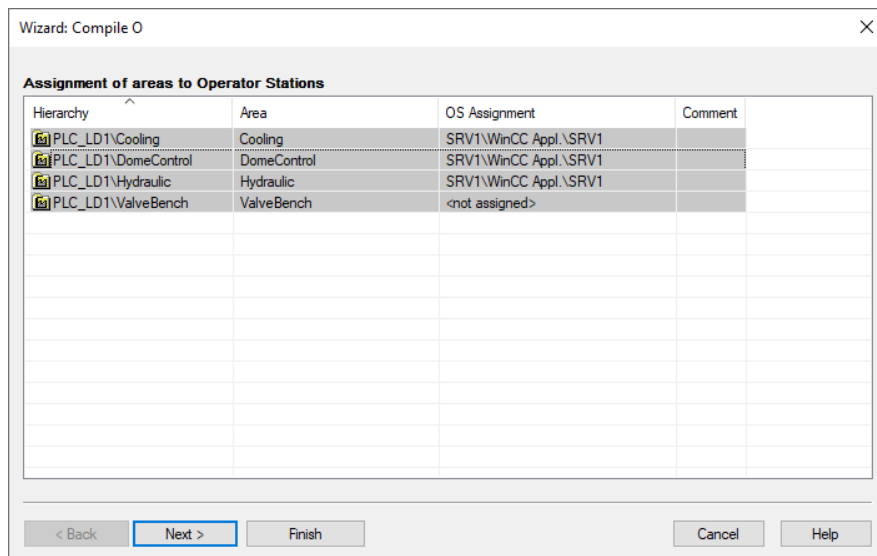 Wizard: Compile O
Assignment of areas to Operator Stations
Hierarchy Area OS Assignment Comment
PLC_LD1\Cooling Cooling SRV1\WinCC Appl.\SRV1
PLC_LD1\DomeControl DomeControl SRV1\WinCC Appl.\SRV1
PLC_LD1\Hydraulic Hydraulic SRV1\WinCC Appl.\SRV1
PLC_LD1\ValveBench ValveBench <not assigned>
< Back Next > Finish Cancel Help